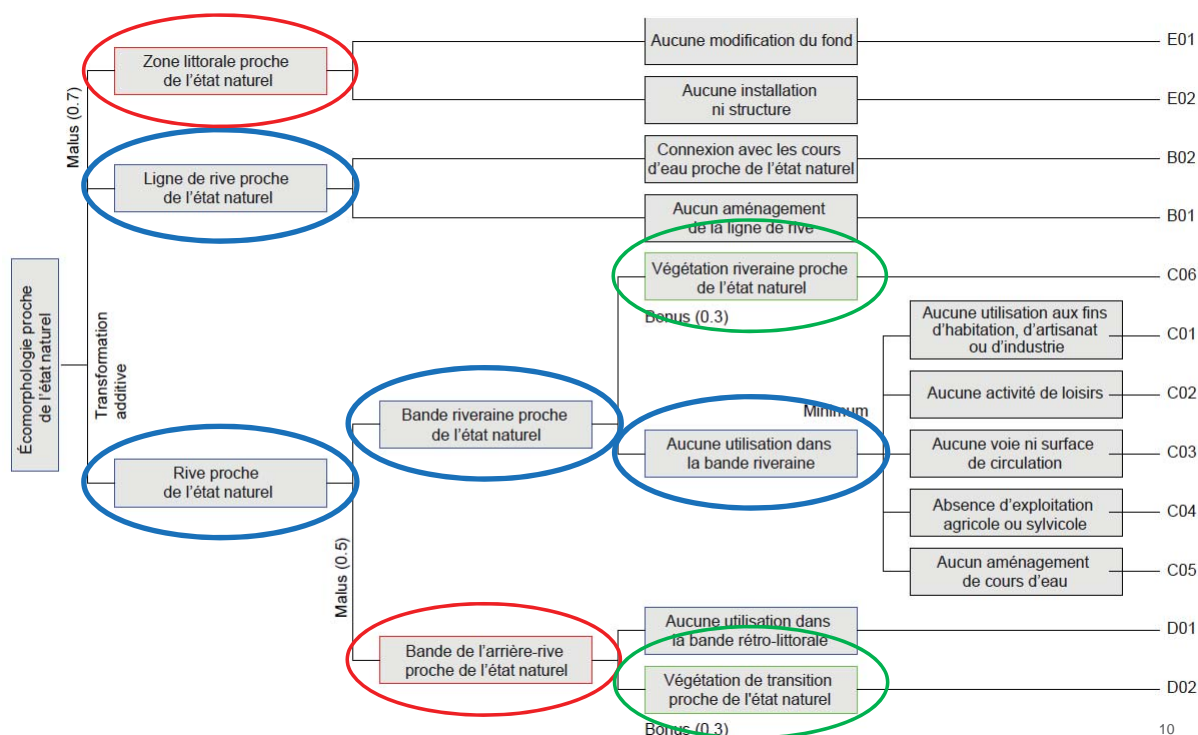 Écomorphologie proche
de l'état naturel
Malus (0.7)
Transformation
additive
Zone littorale proche
de l'état naturel
Ligne de rive proche
de l'état naturel
Rive proche
de l'état naturel
Malus (0.5)
Bande riveraine proche
de l'état naturel
Bande de l'arrière-rive
proche de l'état naturel
Aucune modification du fond
E01
Aucune installation
ni structure
E02
Connexion avec les cours
d'eau proche de l'état naturel
B02
Aucun aménagement
de la ligne de rive
B01
Végétation riveraine proche
de l'état naturel
C06
Bonus (0.3)
Minimum
Aucune utilisation dans
la bande riveraine
Aucune utilisation aux fins
d'habitation, d'artisanat
ou d'industrie
C01
Aucune activité de loisirs
C02
Aucune voie ni surface
de circulation
C03
Absence d'exploitation
agricole ou sylvicole
C04
Aucun aménagement
de cours d'eau
C05
Aucune utilisation dans
la bande rétro-littorale
D01
Végétation de transition
proche de l'état naturel
D02
Bonus (0.3)
10